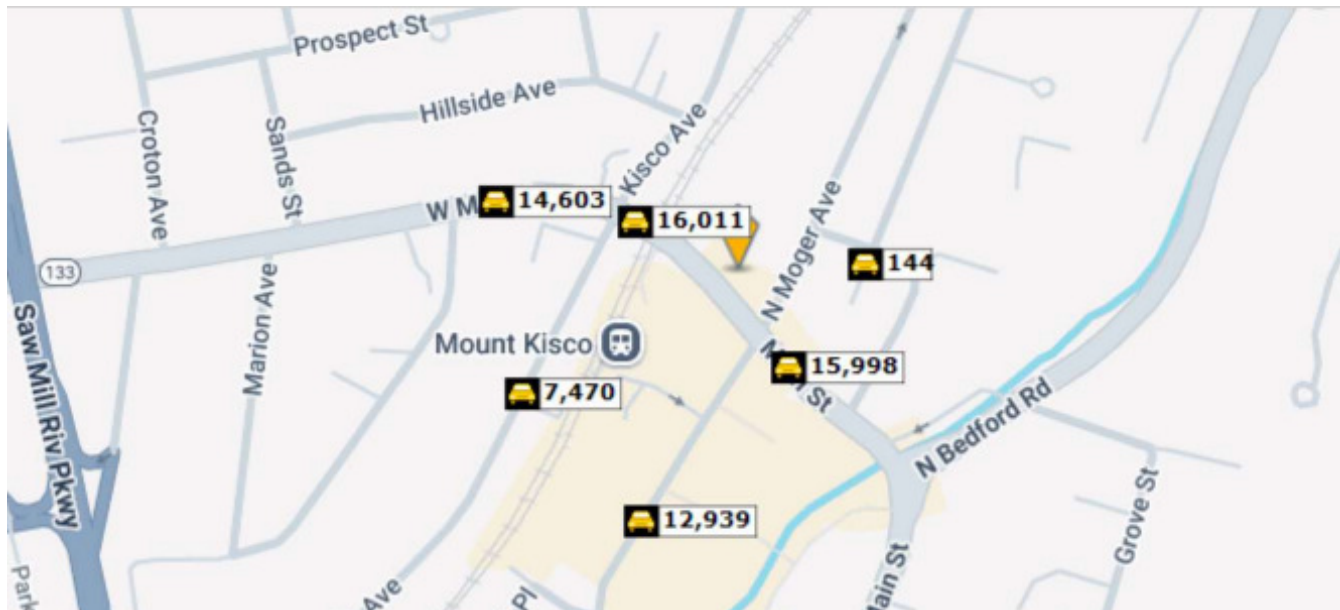 Prospect St
Hillside Ave
Croton Ave
Sands St
Kisco Ave
W M
14,603
16,011
N Moger Ave
144
133
Marion Ave
Saw Mill Riv Pkwy
Mount Kisco
15,998
St
7,470
N Bedford Rd
12,939
Grove St
Main St
Park
Ave
Pl